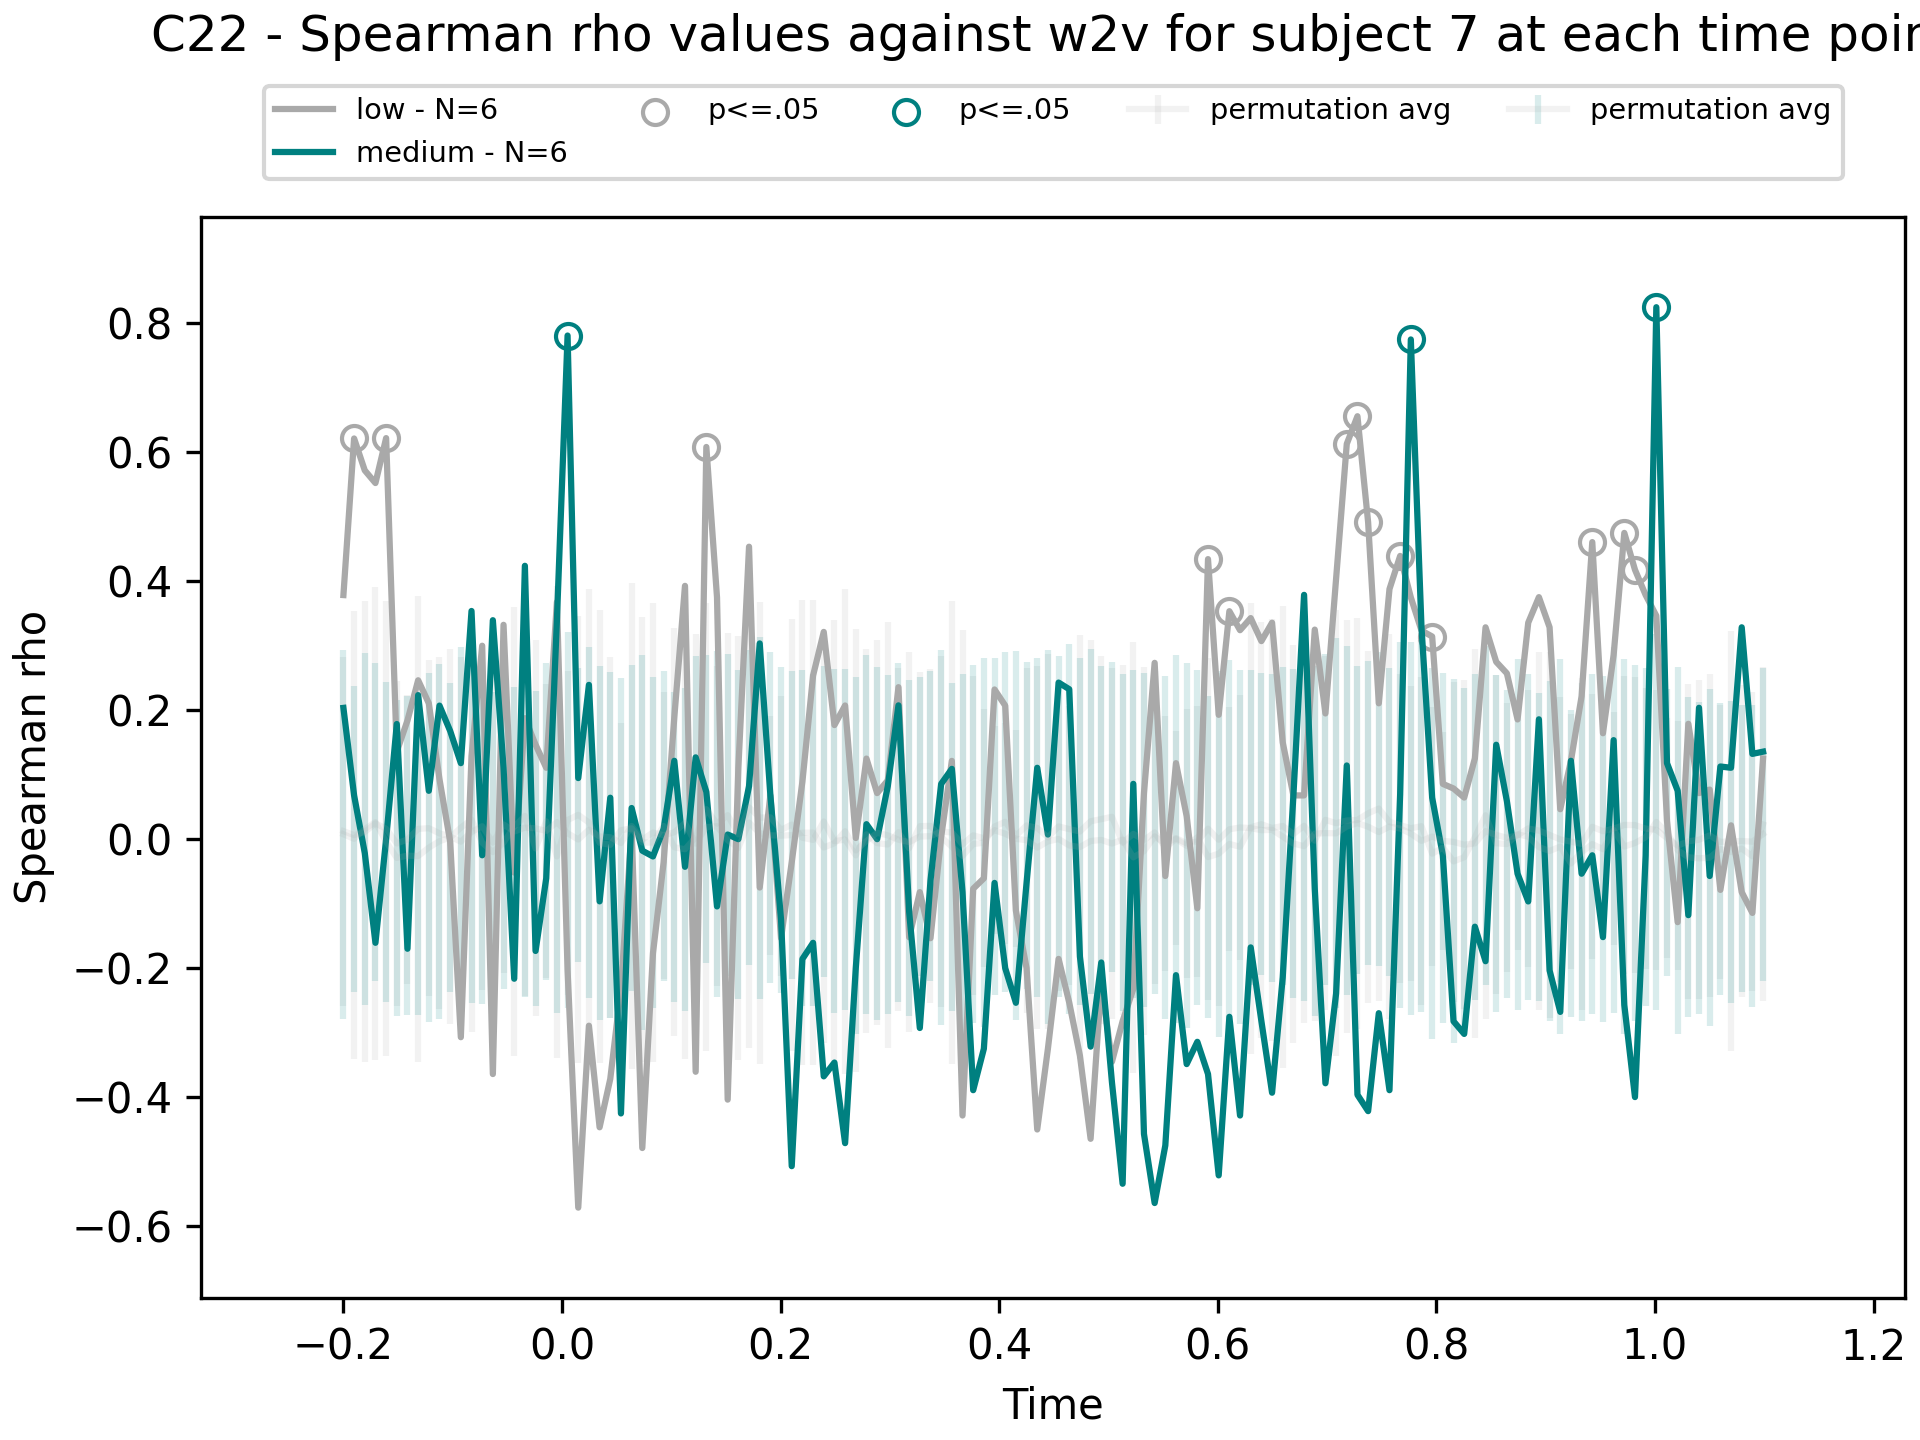 C22 - Spearman rho values against w2v for subject 7 at each time poin
low - N=6 p<=.05 p<=.05 permutation avg permutation avg
medium - N=6
Spearman rho
0.8
0.6
0.4
0.2
0.0
−0.2
−0.4
−0.6
−0.2 0.0 0.2 0.4 0.6 0.8 1.0 1.2
Time